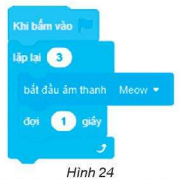 Khi bấm vào
lặp lại 3
bắt đầu âm thanh Meow
đợi 1 giây
Hình 24